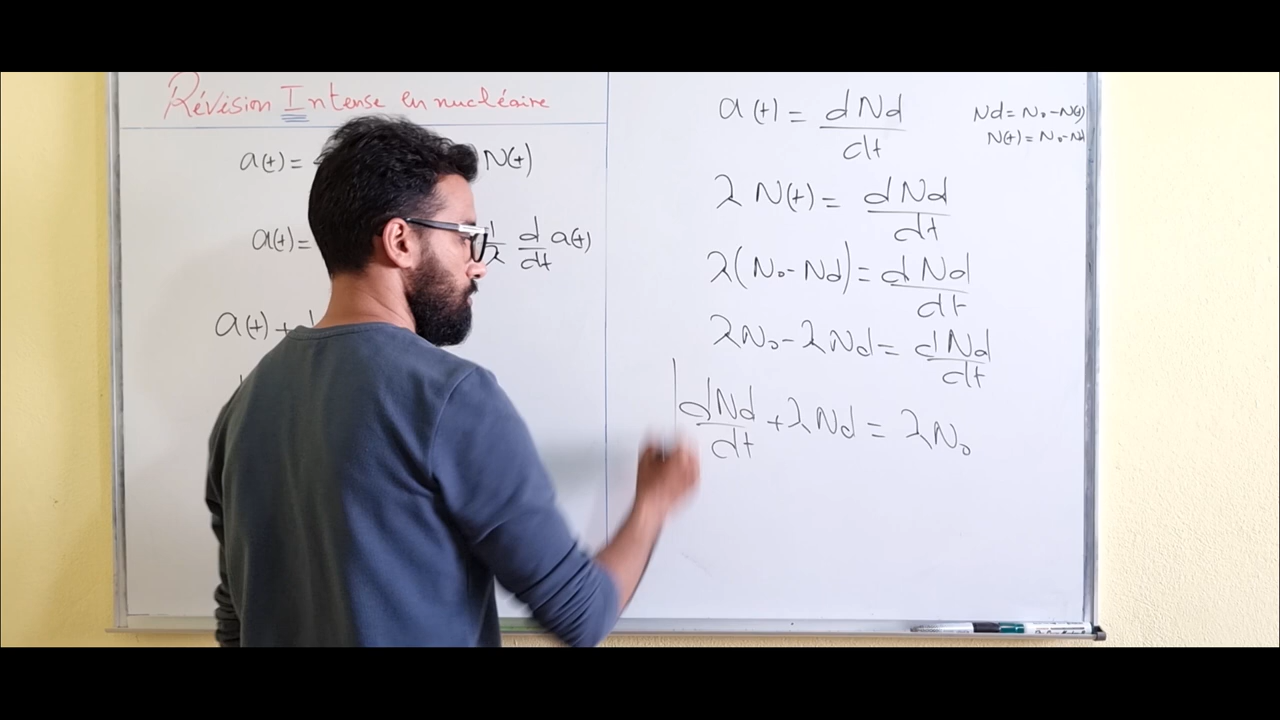 Révision Intense en nucléaire
a(t) = N(t)
a(t) = 1/λ d/dt a(t)
a(t) +
a(t) = dNd/dt
Nd = N₀ - N(t)
N(t) = N₀ - Nd
λ N(t) = dNd/dt
λ(N₀ - Nd) = dNd/dt
λN₀ - λNd = dNd/dt
dNd/dt + λNd = λN₀